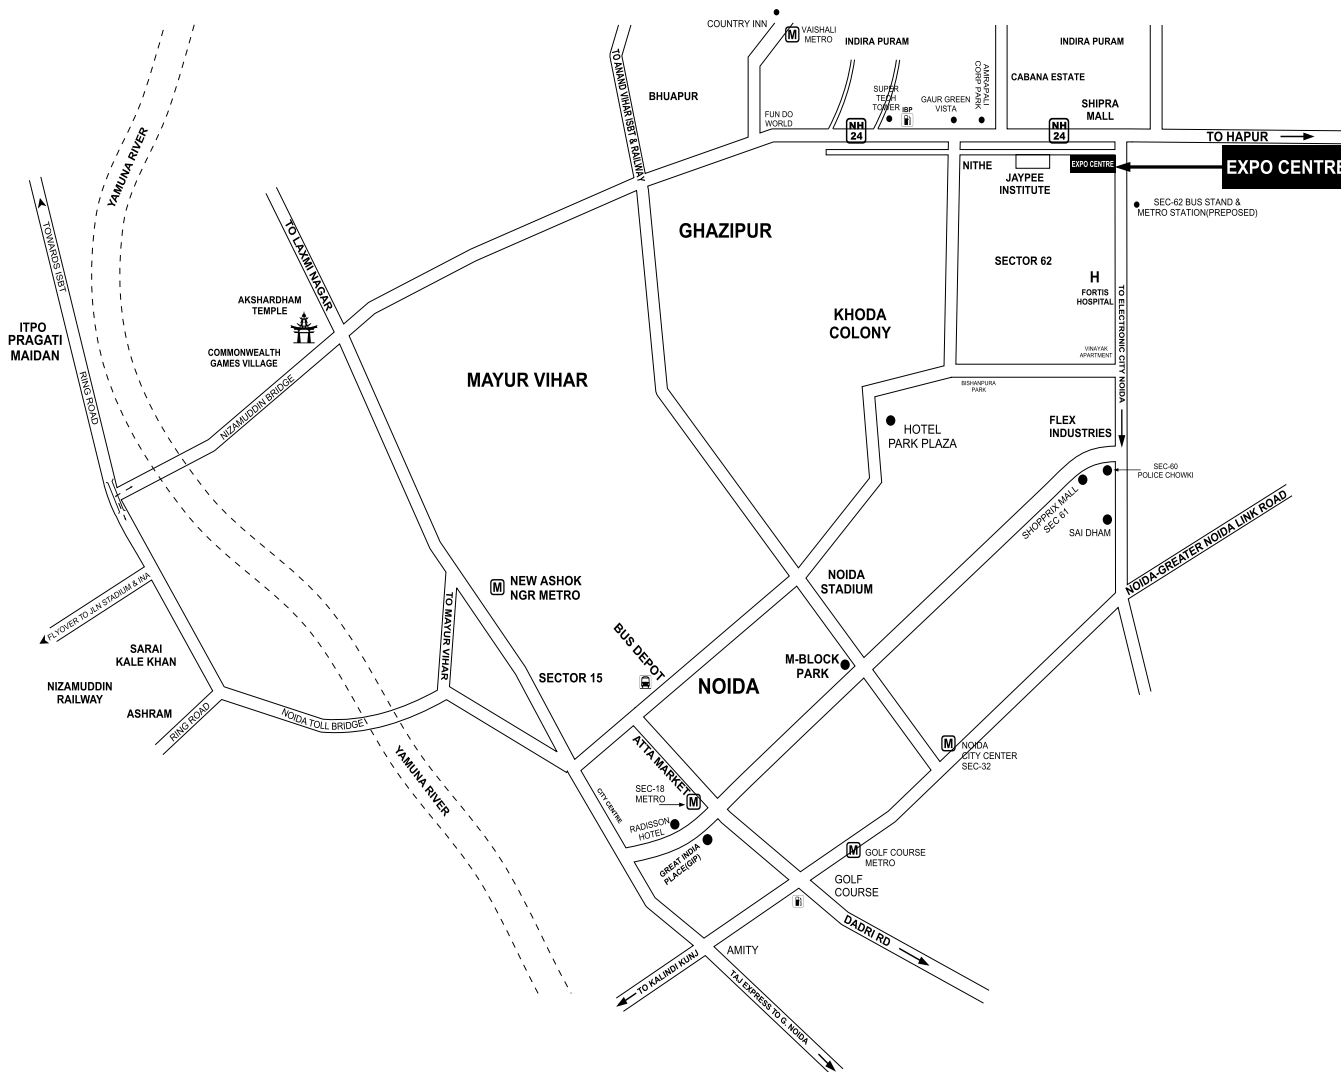 COUNTRY INN
M
VAISHALI
METRO
INDIRA PURAM
INDIRA PURAM
CABANA ESTATE
AMRAPALI
CORP PARK
SHIPRA
MALL
SUPER
TECH
TOWER
IBP
GAUR GREEN
VISTA
BHUAPUR
FUN DO
WORLD
NH
24
NH
24
TO HAPUR
TO ANAND VIHAR ISBT & RAILWAY
NITHE
JAYPEE
INSTITUTE
EXPO CENTRE
EXPO CENTRE
SEC-62 BUS STAND &
METRO STATION(PREPOSED)
YAMUNA RIVER
TOWARDS ISBT
TO LAXMI NAGAR
GHAZIPUR
SECTOR 62
H
FORTIS
HOSPITAL
TO ELECTRONIC CITY NOIDA
AKSHARDHAM
TEMPLE
ITPO
PRAGATI
MAIDAN
COMMONWEALTH
GAMES VILLAGE
KHODA
COLONY
VINAYAK
APARTMENT
MAYUR VIHAR
BISHANPURA
PARK
RING ROAD
NIZAMUDDIN BRIDGE
HOTEL
PARK PLAZA
FLEX
INDUSTRIES
SEC-60
POLICE CHOWKI
SHOPPRIX MALL
SEC 61
SAI DHAM
NOIDA-GREATER NOIDA LINK ROAD
FLYOVER TO JLN STADIUM & INA
M
NEW ASHOK
NGR METRO
TO MAYUR VIHAR
NOIDA
STADIUM
BUS DEPOT
SARAI
KALE KHAN
NIZAMUDDIN
RAILWAY
ASHRAM
RING ROAD
NOIDA TOLL BRIDGE
SECTOR 15
NOIDA
M-BLOCK
PARK
YAMUNA RIVER
ATTA MARKET
M
NOIDA
CITY CENTER
SEC-32
CITY CENTRE
SEC-18
METRO
M
RADISSON
HOTEL
GREAT INDIA
PLACE(GIP)
M
GOLF COURSE
METRO
GOLF
COURSE
DADRI RD
AMITY
TO KALINDI KUNJ
TAJ EXPRESS TO G. NOIDA